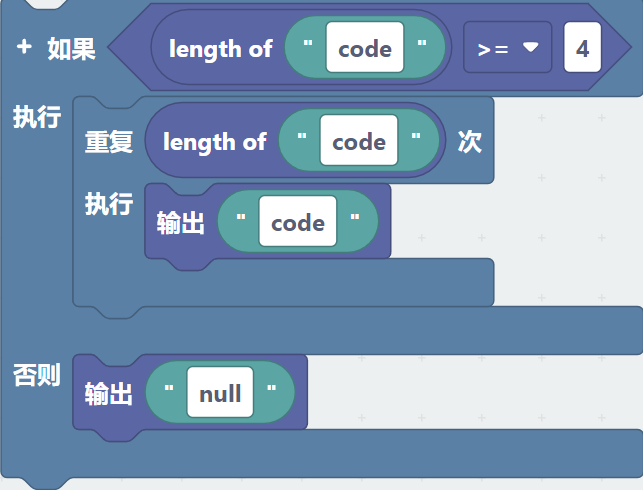 + 如果 length of " code " >= 4
执行
重复 length of " code " 次
执行
输出 " code "
否则
输出 " null "